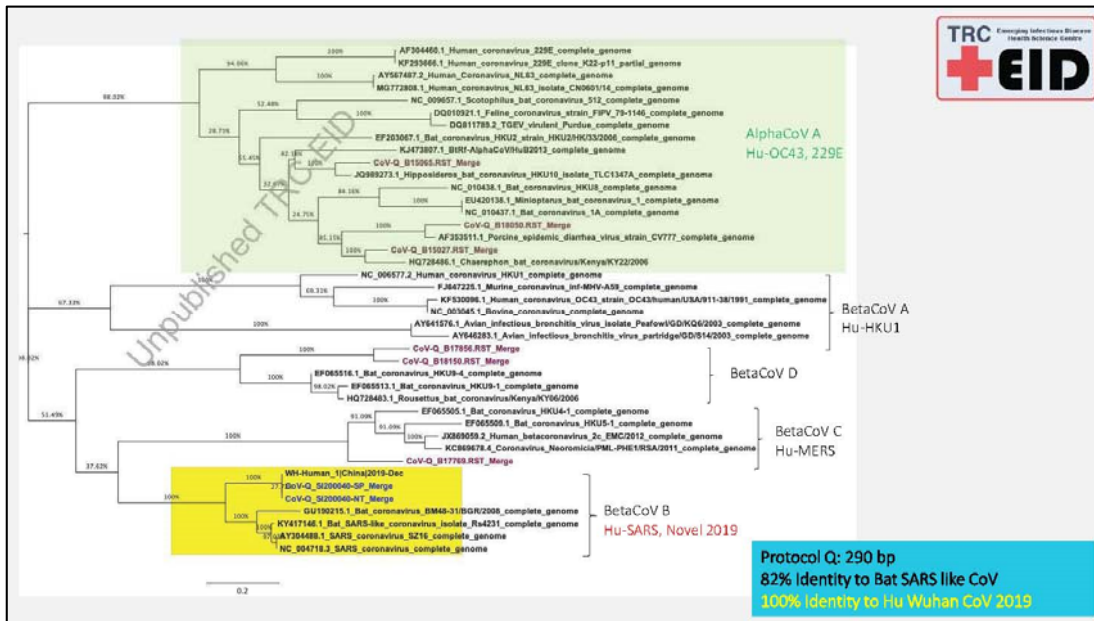 TRC
Emerging Infectious Disease
Health Science Centre
EID
AF304460.1_Human_coronavirus_229E_complete_genome
KF293666.1_Human_coronavirus_229E_clone_K22-p11_partial_genome
AY567487.2_Human_Coronavirus_NL63_complete_genome
MG772808.1_Human_coronavirus_NL63_isolate_CN0601/14_complete_genome
NC_009657.1_Scotophilus_bat_coronavirus_512_complete_genome
DQ010921.1_Feline_coronavirus_strain_FIPV_79-1146_complete_genome
DQ811789.2_TGEV_virulent_Purdue_complete_genome
EF203067.1_Bat_coronavirus_HKU2_strain_HKU2/HK/33/2006_complete_genome
KJ473807.1_BtRf-AlphaCoV/HuB2013_complete_genome
CoV-Q_B15065.RST_Merge
JQ989273.1_Hipposideros_bat_coronavirus_HKU10_isolate_TLC1347A_complete_genome
NC_010438.1_Bat_coronavirus_HKU8_complete_genome
EU420138.1_Miniopterus_bat_coronavirus_1_complete_genome
NC_010437.1_Bat_coronavirus_1A_complete_genome
CoV-Q_B18050.RST_Merge
AF353511.1_Porcine_epidemic_diarrhea_virus_strain_CV777_complete_genome
CoV-Q_B15027.RST_Merge
HQ728486.1_Chaerephon_bat_coronavirus/Kenya/KY22/2006
AlphaCoV A
Hu-OC43, 229E
Unpublished TRC-EID
NC_006577.2_Human_coronavirus_HKU1_complete_genome
FJ647225.1_Murine_coronavirus_inf-MHV-A59_complete_genome
KF530096.1_Human_coronavirus_OC43_strain_OC43/human/USA/911-38/1991_complete_genome
NC_003045.1_Bovine_coronavirus_complete_genome
AY641576.1_Avian_infectious_bronchitis_virus_isolate_Peafowl/GD/KQ6/2003_complete_genome
AY646283.1_Avian_infectious_bronchitis_virus_partridge/GD/S14/2003_complete_genome
BetaCoV A
Hu-HKU1
CoV-Q_B17856.RST_Merge
CoV-Q_B18150.RST_Merge
EF065516.1_Bat_coronavirus_HKU9-4_complete_genome
EF065513.1_Bat_coronavirus_HKU9-1_complete_genome
HQ728483.1_Rousettus_bat_coronavirus/Kenya/KY06/2006
BetaCoV D
EF065505.1_Bat_coronavirus_HKU4-1_complete_genome
EF065509.1_Bat_coronavirus_HKU5-1_complete_genome
JX869059.2_Human_betacoronavirus_2c_EMC/2012_complete_genome
KC869678.4_Coronavirus_Neoromicia/PML-PHE1/RSA/2011_complete_genome
CoV-Q_B17769.RST_Merge
BetaCoV C
Hu-MERS
WH-Human_1|China|2019-Dec
CoV-Q_SI200040-SP_Merge
CoV-Q_SI200040-NT_Merge
GU190215.1_Bat_coronavirus_BM48-31/BGR/2008_complete_genome
KY417146.1_Bat_SARS-like_coronavirus_isolate_Rs4231_complete_genome
AY304488.1_SARS_coronavirus_SZ16_complete_genome
NC_004718.3_SARS_coronavirus_complete_genome
BetaCoV B
Hu-SARS, Novel 2019
0.2
Protocol Q: 290 bp
82% Identity to Bat SARS like CoV
100% Identity to Hu Wuhan CoV 2019